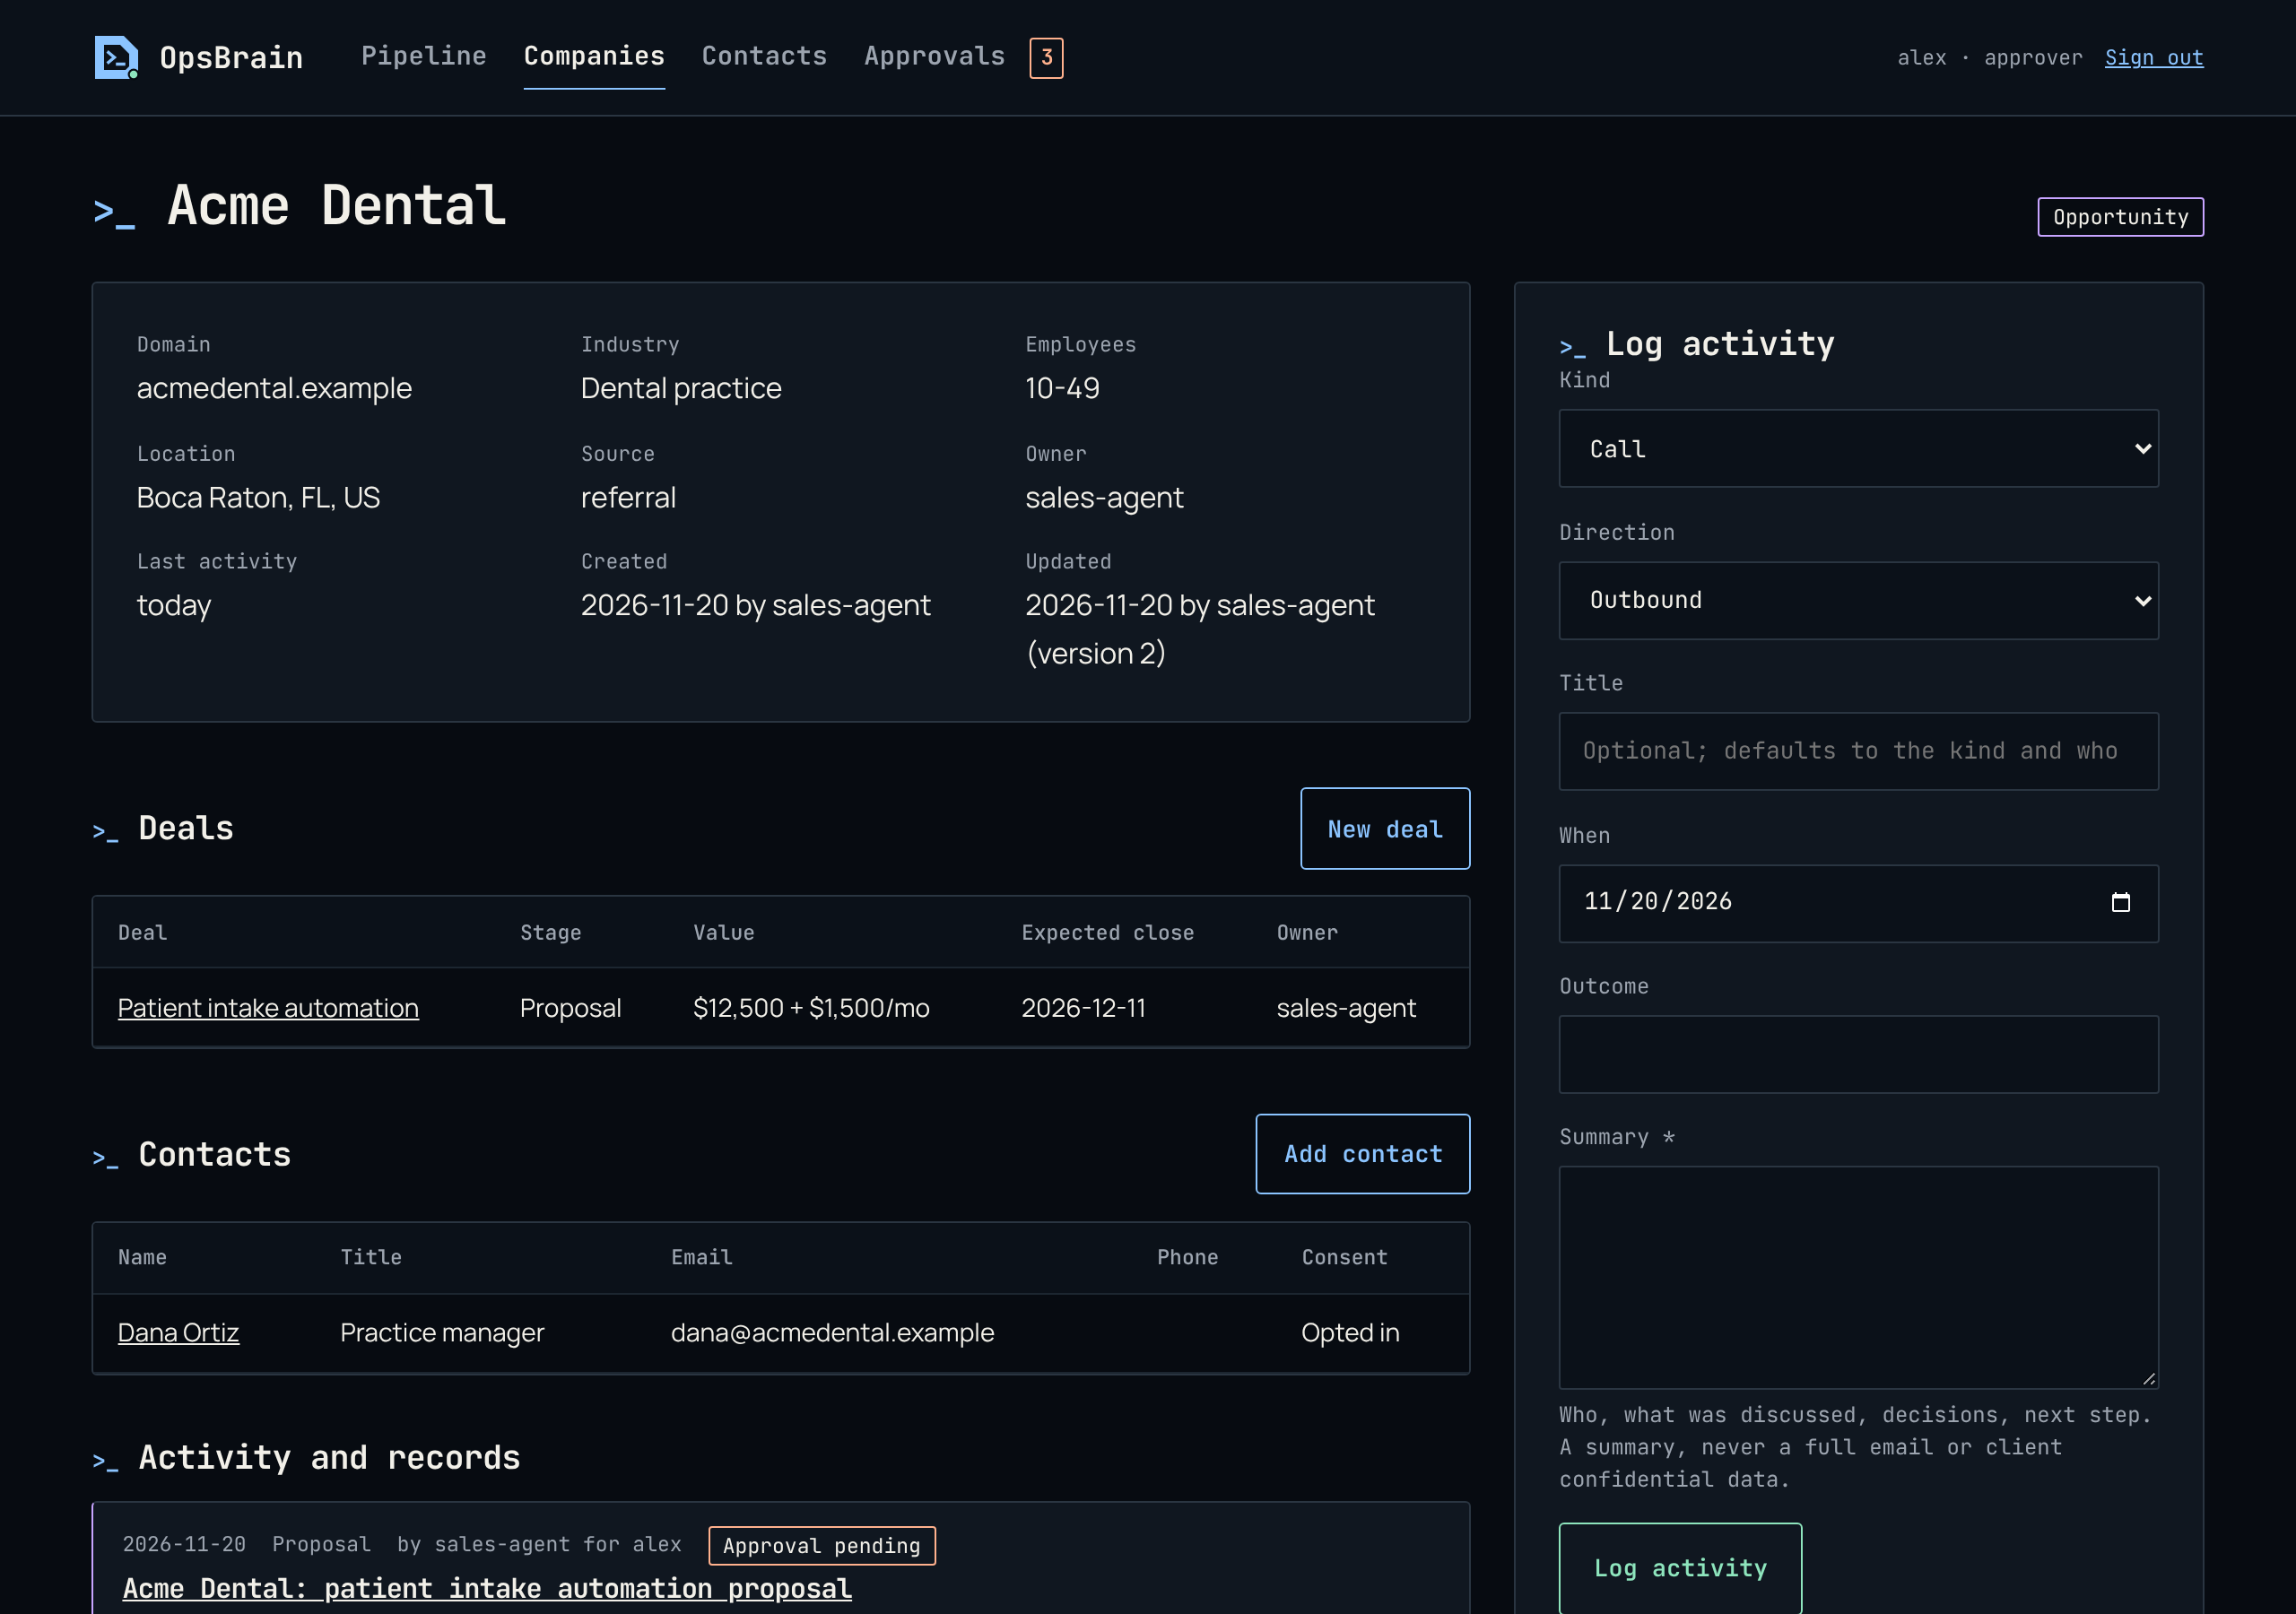 OpsBrain Pipeline Companies Contacts Approvals 3 alex · approver Sign out
>_ Acme Dental
Opportunity
Domain Industry Employees
acmedental.example Dental practice 10-49
Location Source Owner
Boca Raton, FL, US referral sales-agent
Last activity Created Updated
today 2026-11-20 by sales-agent 2026-11-20 by sales-agent
(version 2)
>_ Deals
New deal
Deal Stage Value Expected close Owner
Patient intake automation Proposal $12,500 + $1,500/mo 2026-12-11 sales-agent
>_ Contacts
Add contact
Name Title Email Phone Consent
Dana Ortiz Practice manager dana@acmedental.example Opted in
>_ Activity and records
2026-11-20 Proposal by sales-agent for alex Approval pending
Acme Dental: patient intake automation proposal
>_ Log activity
Kind
Call
Direction
Outbound
Title
Optional; defaults to the kind and who
When
11/20/2026
Outcome
Summary *
Who, what was discussed, decisions, next step.
A summary, never a full email or client
confidential data.
Log activity